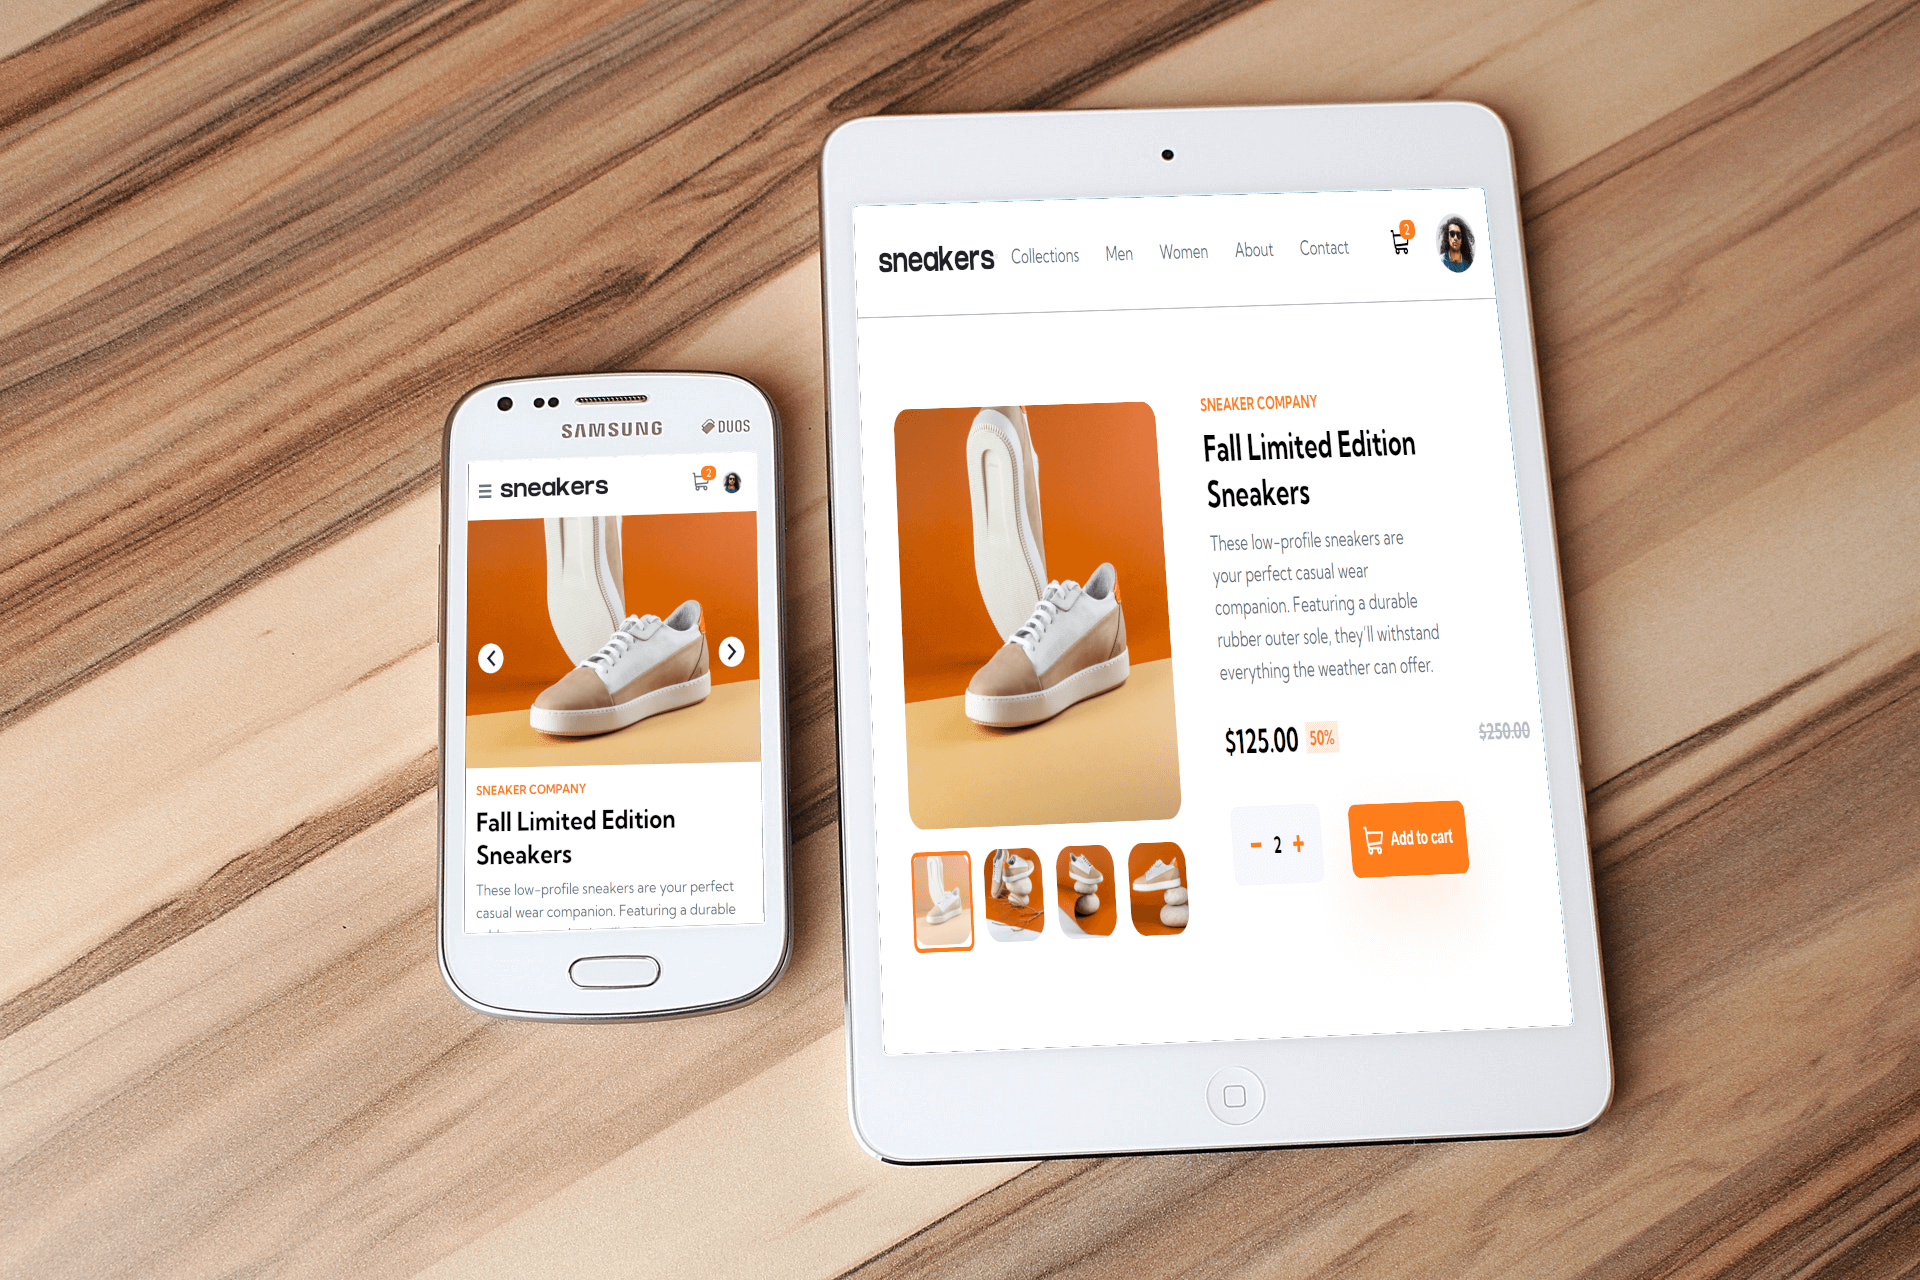 SAMSUNG
DUOS
sneakers
2
SNEAKER COMPANY
Fall Limited Edition
Sneakers
These low-profile sneakers are your perfect
casual wear companion. Featuring a durable
sneakers Collections Men Women About Contact 2
SNEAKER COMPANY
Fall Limited Edition
Sneakers
These low-profile sneakers are
your perfect casual wear
companion. Featuring a durable
rubber outer sole, they'll withstand
everything the weather can offer.
$125.00 50% $250.00
- 2 + Add to cart